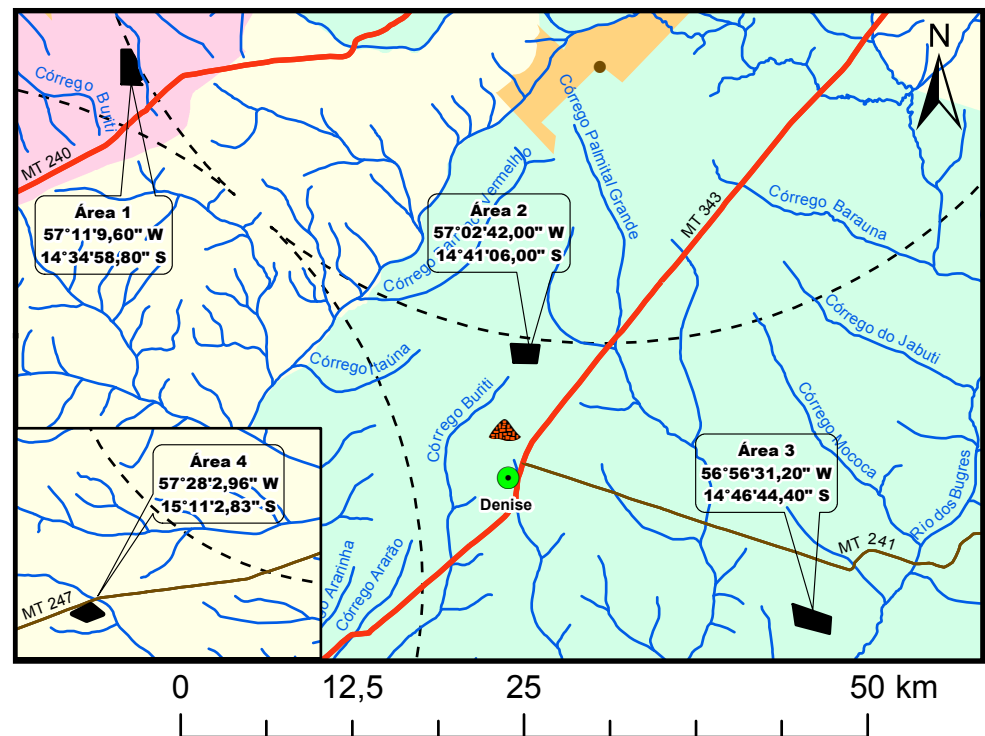 N
Córrego Buriti
MT 240
Área 1
57°11'9,60" W
14°34'58,80" S
Córrego Palmital Grande
Área 2
57°02'42,00" W
14°41'06,00" S
MT 343
Córrego Barauna
Córrego Vermelho
Córrego Itaúna
Córrego do Jabuti
Córrego Buriti
Córrego Mococa
Área 3
56°56'31,20" W
14°46'44,40" S
Denise
Rio dos Bugres
MT 241
Área 4
57°28'2,96" W
15°11'2,83" S
MT 247
go Ararinha
Córrego Ararão
0 12,5 25 50 km